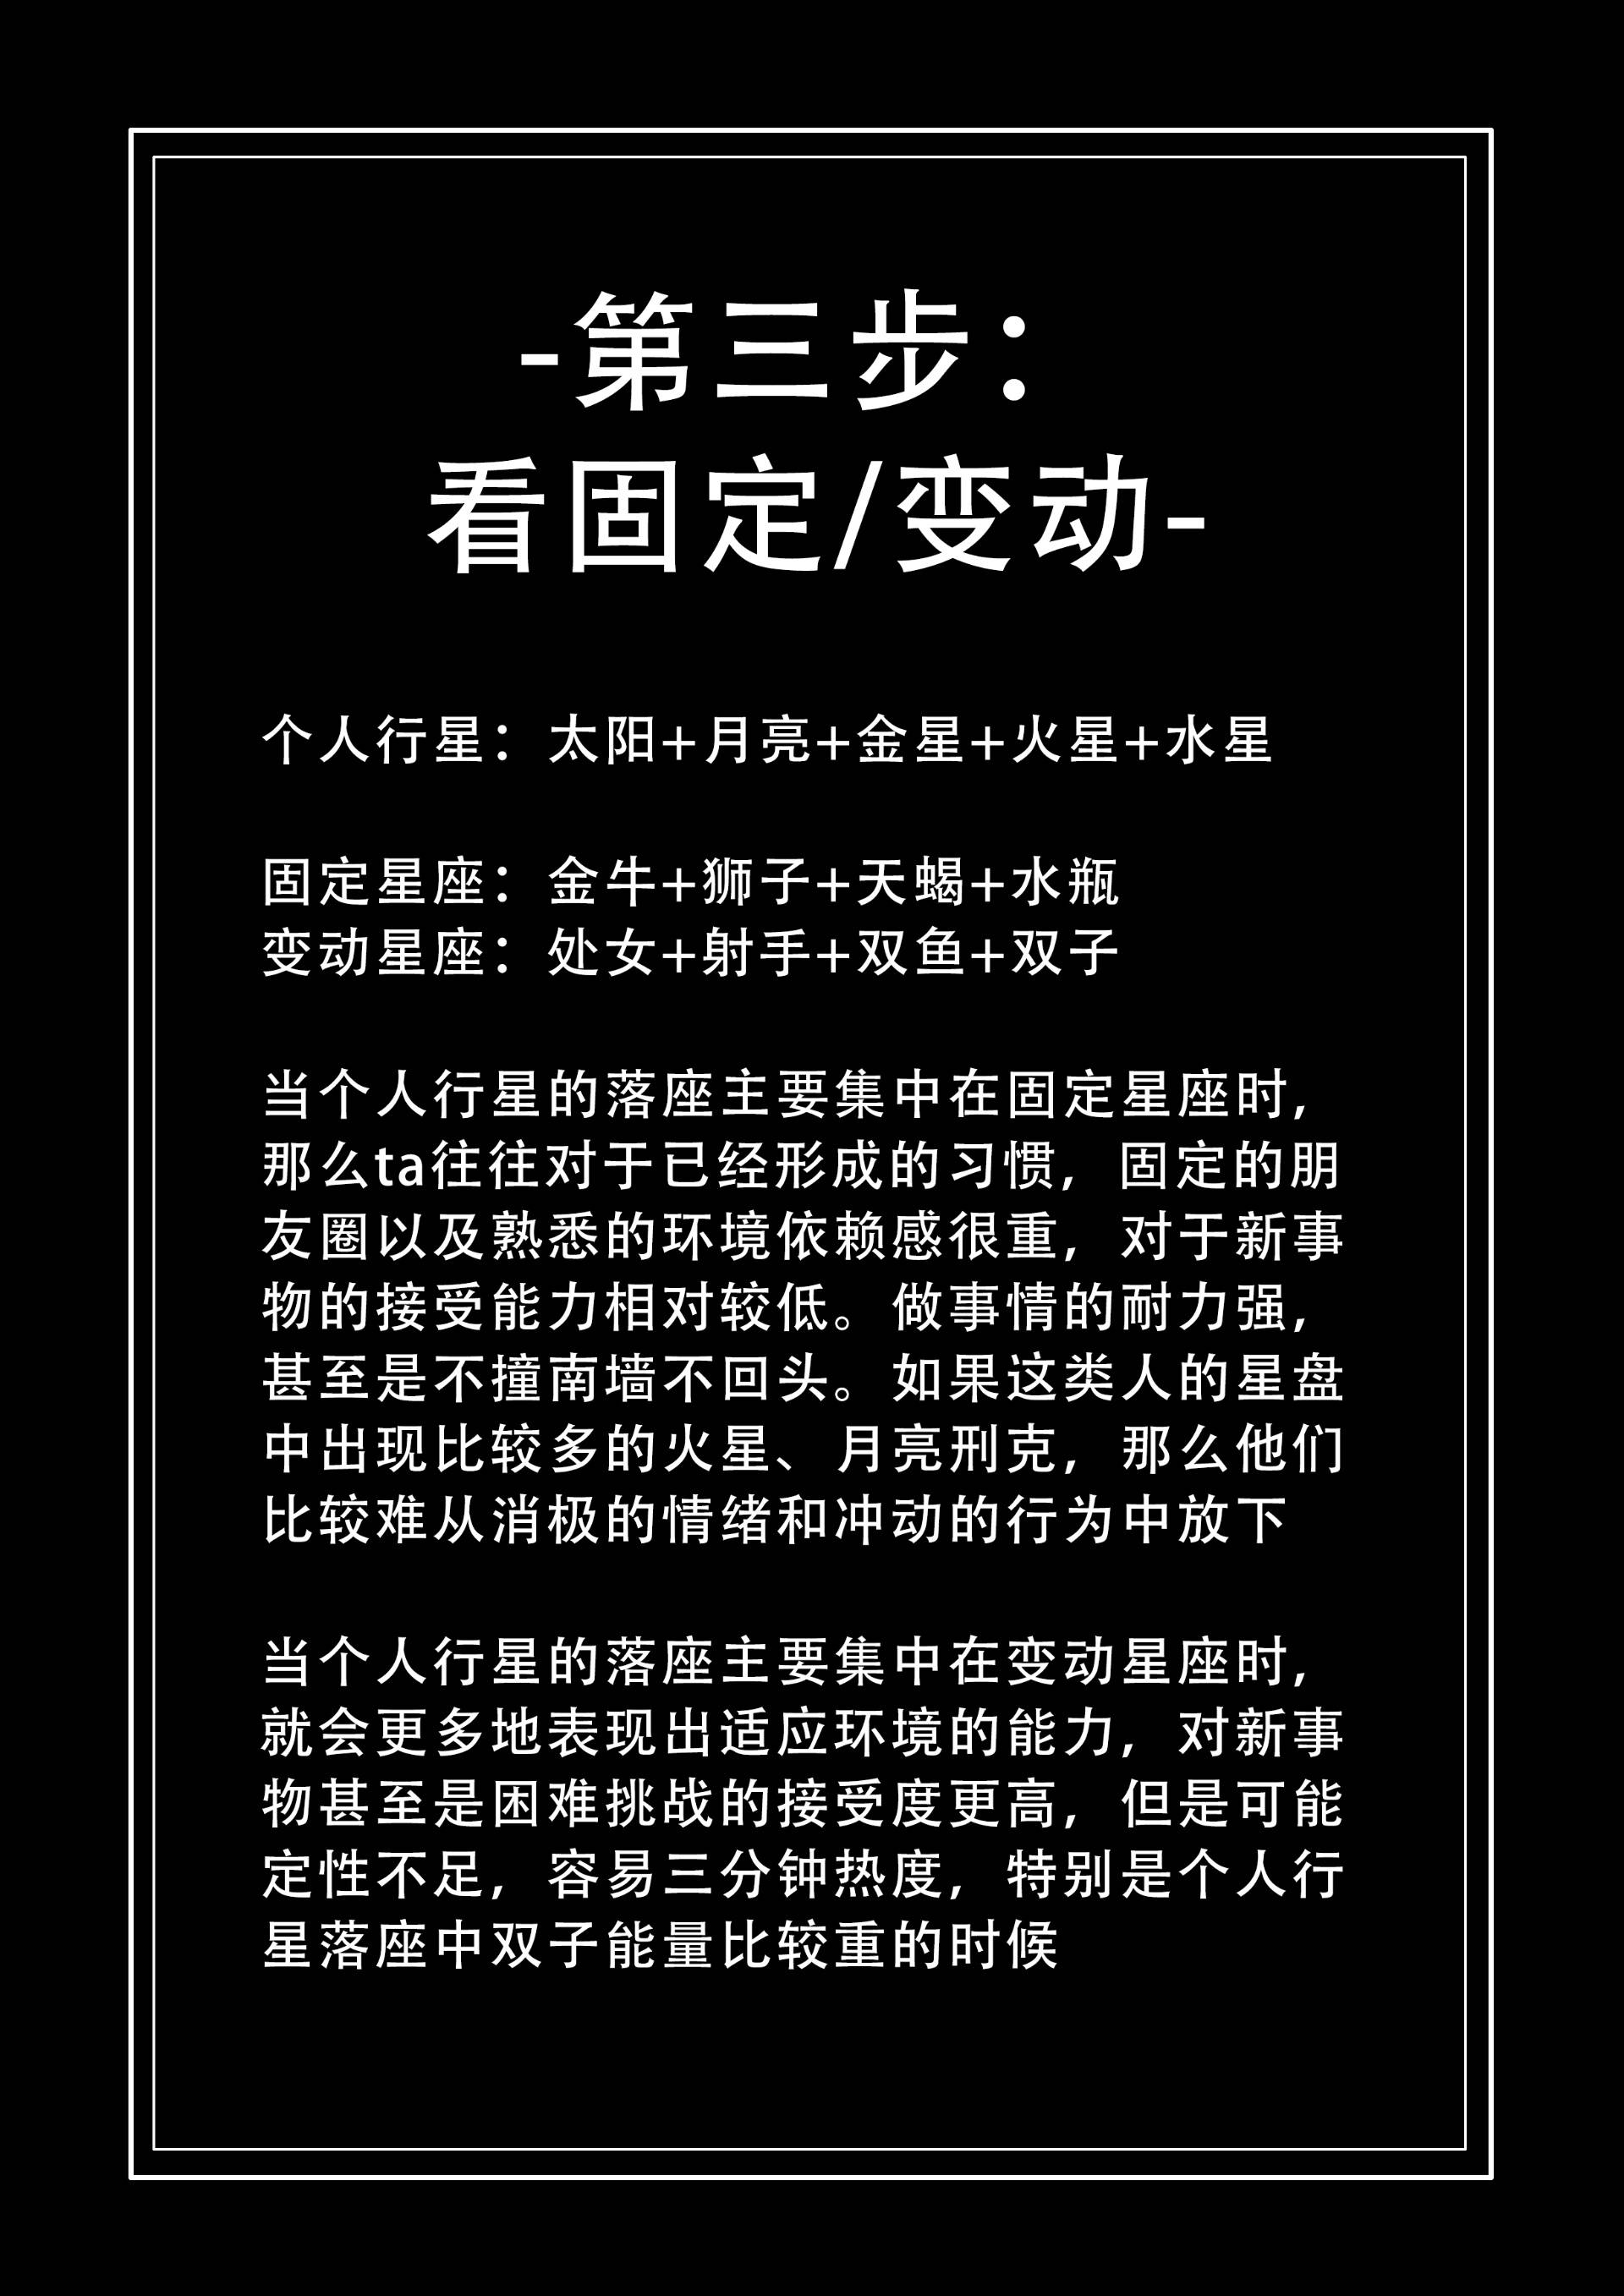 -第三步：
看固定/变动-
个人行星：太阳+月亮+金星+火星+水星
固定星座：金牛+狮子+天蝎+水瓶
变动星座：处女+射手+双鱼+双子
当个人行星的落座主要集中在固定星座时，
那么ta往往对于已经形成的习惯，固定的朋
友圈以及熟悉的环境依赖感很重，对于新事
物的接受能力相对较低。做事情的耐力强，
甚至是不撞南墙不回头。如果这类人的星盘
中出现比较多的火星、月亮刑克，那么他们
比较难从消极的情绪和冲动的行为中放下
当个人行星的落座主要集中在变动星座时，
就会更多地表现出适应环境的能力，对新事
物甚至是困难挑战的接受度更高，但是可能
定性不足，容易三分钟热度，特别是个人行
星落座中双子能量比较重的时候